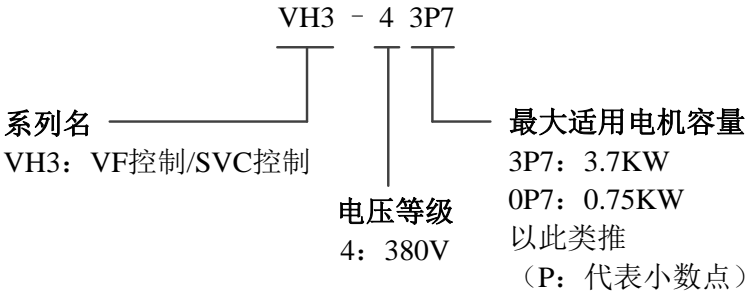 VH3 - 4 3P7
系列名
VH3：VF控制/SVC控制
电压等级
4：380V
最大适用电机容量
3P7：3.7KW
0P7：0.75KW
以此类推
（P：代表小数点）